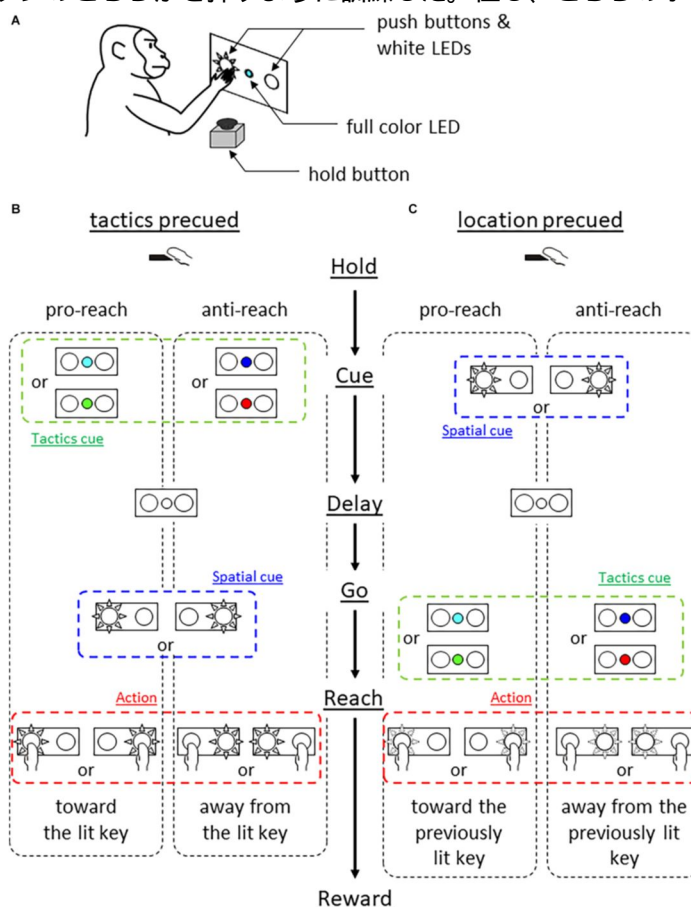 A
push buttons &
white LEDs
full color LED
hold button
B
tactics precued
C
location precued
Hold
pro-reach
anti-reach
pro-reach
anti-reach
Cue
or
or
Tactics cue
or
Spatial cue
Delay
Spatial cue
Go
Tactics cue
or
or
or
Reach
Action
Action
or
or
or
or
toward
the lit key
away from
the lit key
toward the
previously
lit key
away from the
previously lit
key
Reward